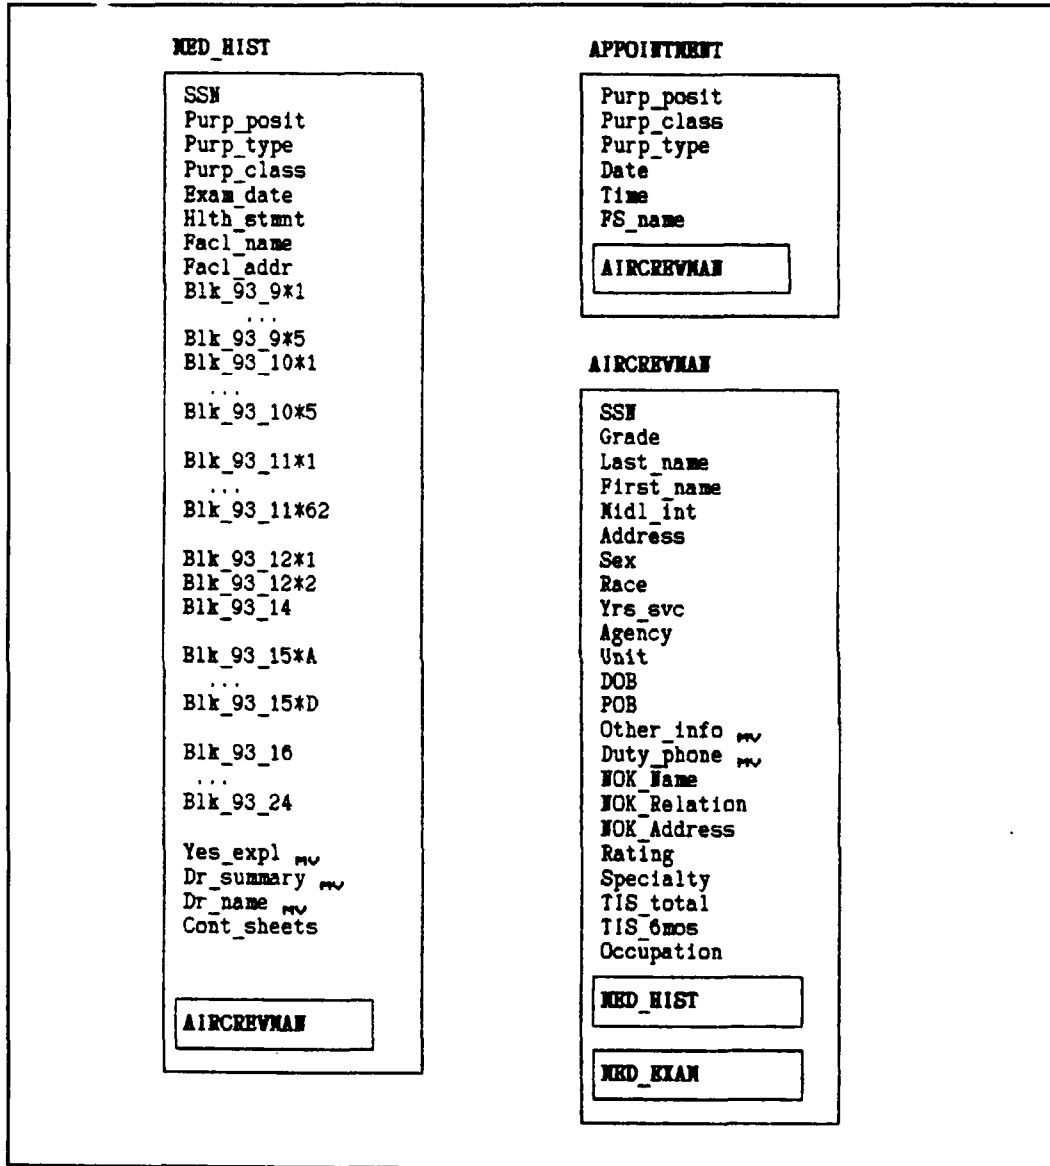 MED_HIST
SSN
Purp_posit
Purp_type
Purp_class
Exam_date
Hlth_stmnt
Facl_name
Facl_addr
Blk_93_9*1
...
Blk_93_9*5
Blk_93_10*1
...
Blk_93_10*5
Blk_93_11*1
...
Blk_93_11*62
Blk_93_12*1
Blk_93_12*2
Blk_93_14
Blk_93_15*A
...
Blk_93_15*D
Blk_93_16
...
Blk_93_24
Yes_expl mv
Dr_summary mv
Dr_name mv
Cont_sheets
AIRCREWMAN
APPOINTMENT
Purp_posit
Purp_class
Purp_type
Date
Time
FS_name
AIRCREWMAN
AIRCREWMAN
SSN
Grade
Last_name
First_name
Midl_int
Address
Sex
Race
Yrs_svc
Agency
Unit
DOB
POB
Other_info mv
Duty_phone mv
NOK_Name
NOK_Relation
NOK_Address
Rating
Specialty
TIS_total
TIS_6mos
Occupation
MED_HIST
MED_EXAM